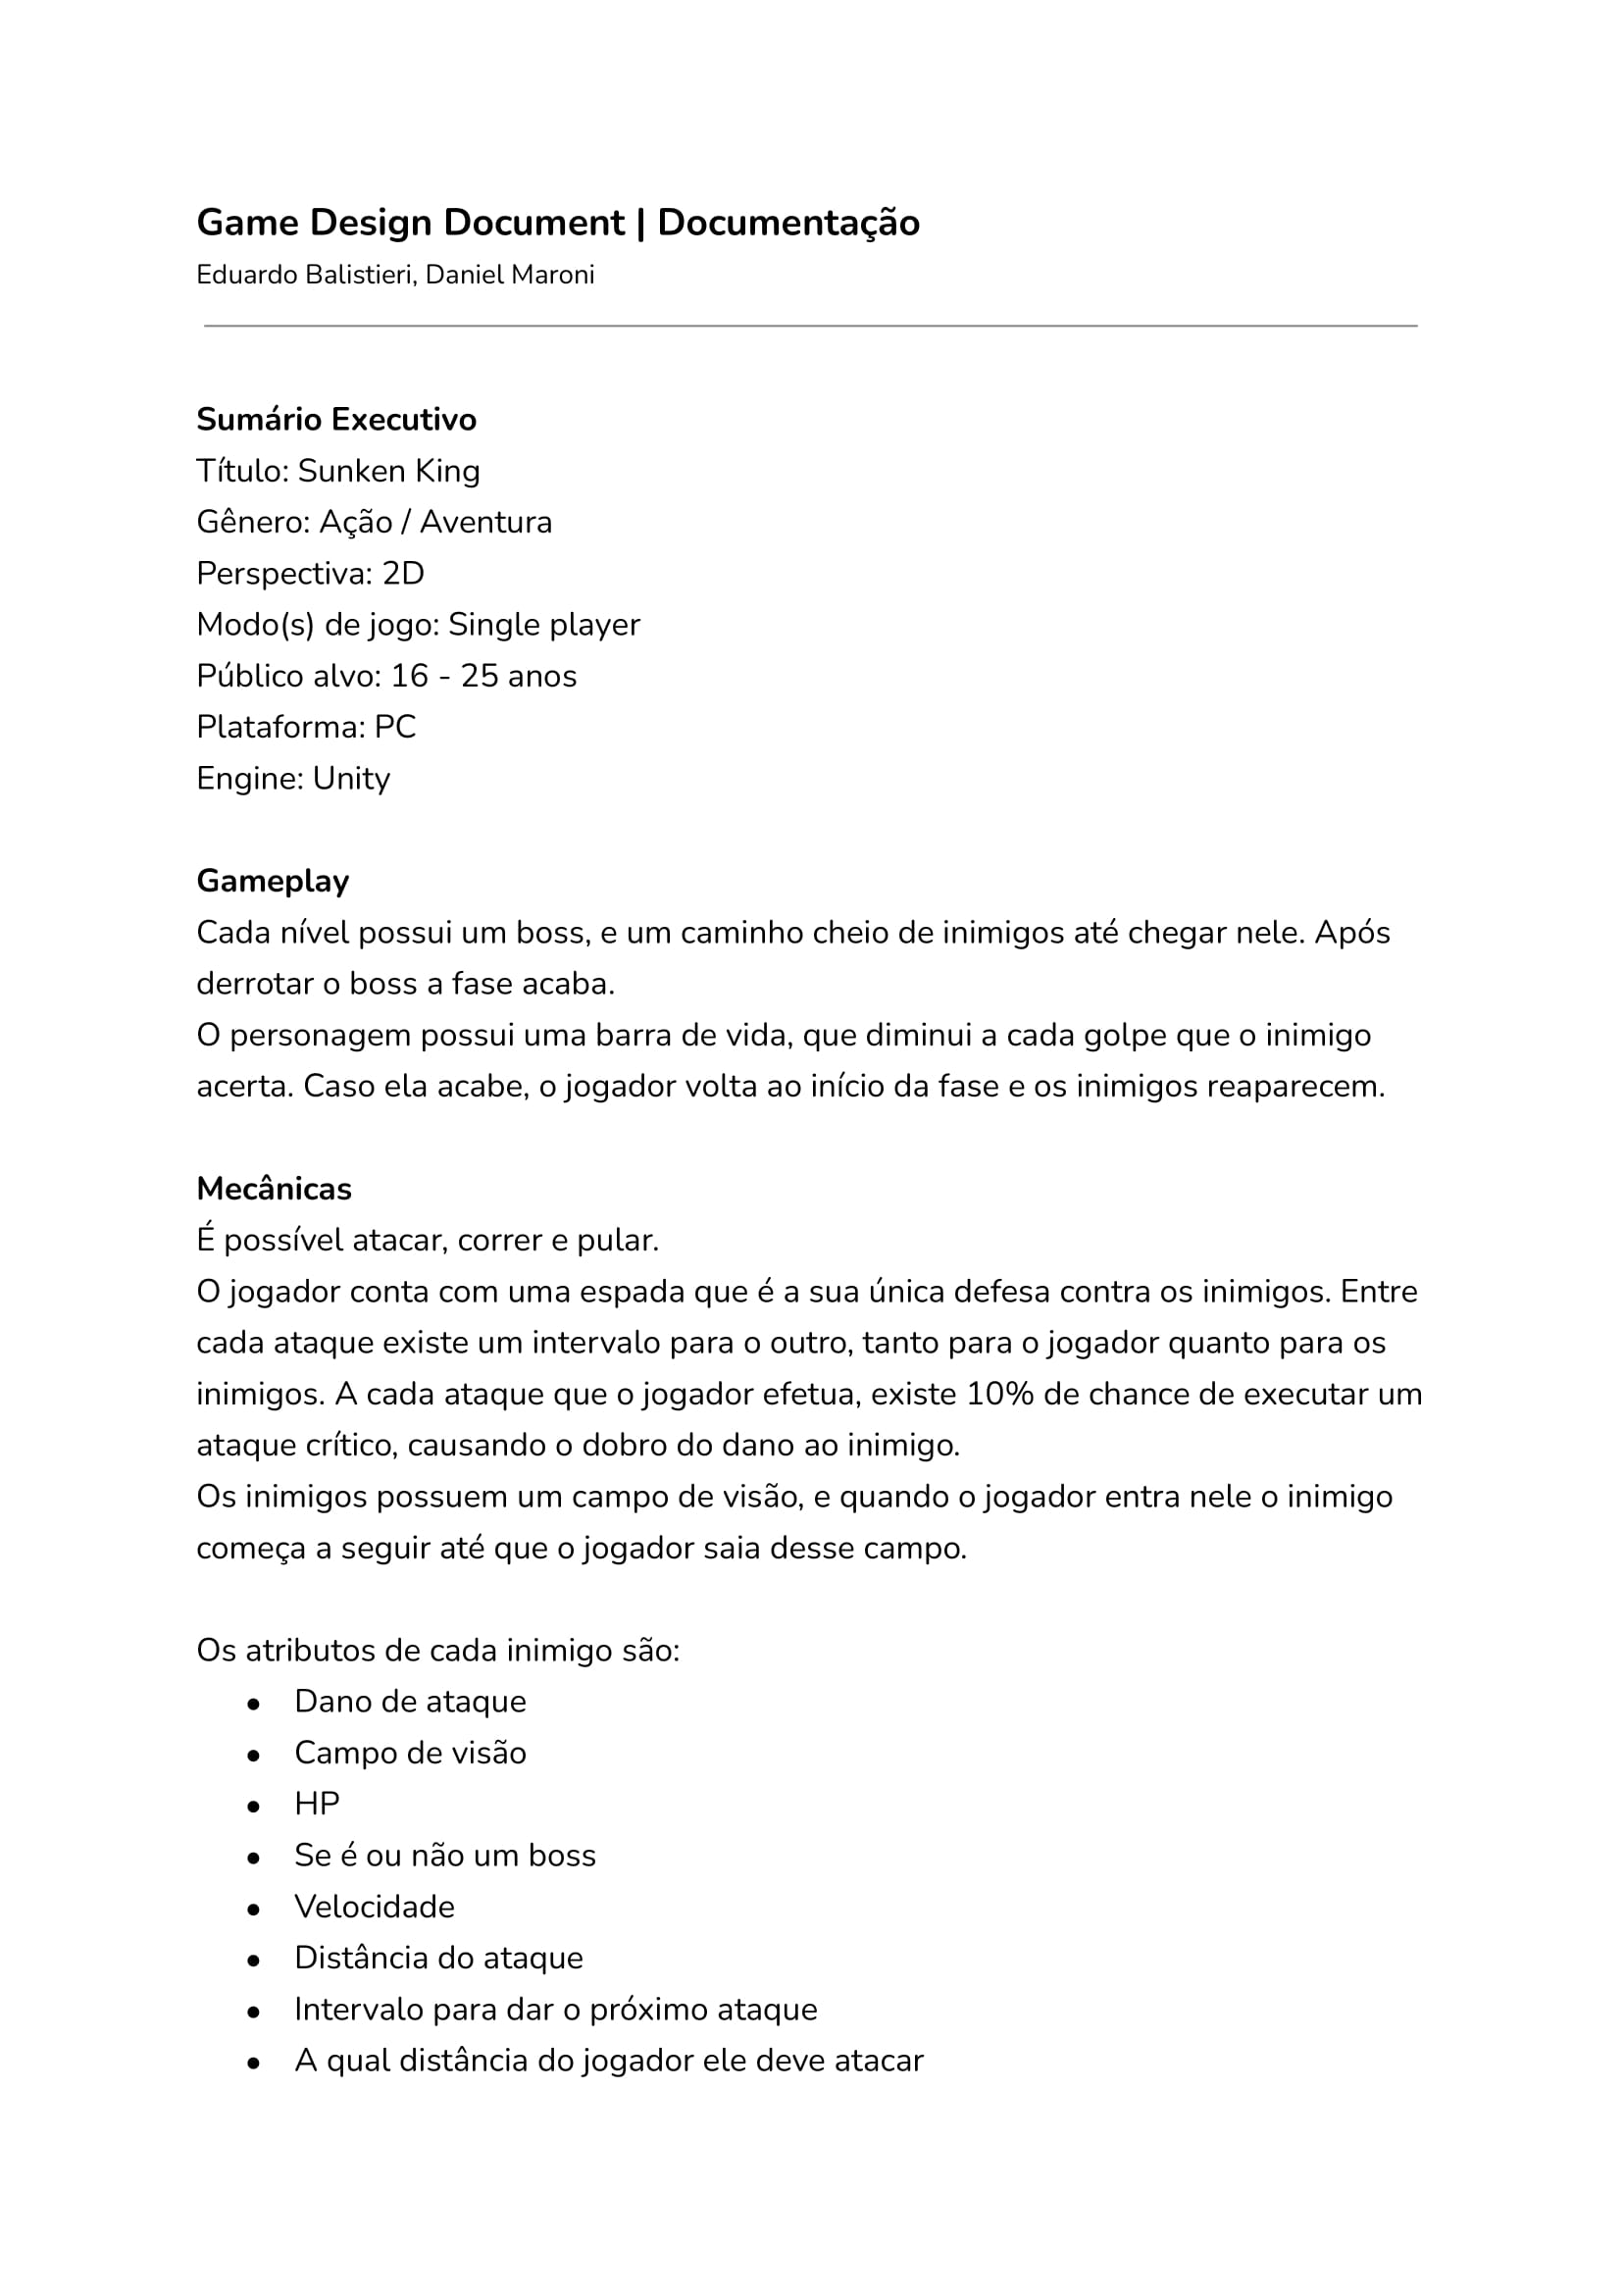 Game Design Document | Documentação
Eduardo Balistieri, Daniel Maroni
Sumário Executivo
Título: Sunken King
Gênero: Ação / Aventura
Perspectiva: 2D
Modo(s) de jogo: Single player
Público alvo: 16 - 25 anos
Plataforma: PC
Engine: Unity
Gameplay
Cada nível possui um boss, e um caminho cheio de inimigos até chegar nele. Após
derrotar o boss a fase acaba.
O personagem possui uma barra de vida, que diminui a cada golpe que o inimigo
acerta. Caso ela acabe, o jogador volta ao início da fase e os inimigos reaparecem.
Mecânicas
É possível atacar, correr e pular.
O jogador conta com uma espada que é a sua única defesa contra os inimigos. Entre
cada ataque existe um intervalo para o outro, tanto para o jogador quanto para os
inimigos. A cada ataque que o jogador efetua, existe 10% de chance de executar um
ataque crítico, causando o dobro do dano ao inimigo.
Os inimigos possuem um campo de visão, e quando o jogador entra nele o inimigo
começa a seguir até que o jogador saia desse campo.
Os atributos de cada inimigo são:
● Dano de ataque
● Campo de visão
● HP
● Se é ou não um boss
● Velocidade
● Distância do ataque
● Intervalo para dar o próximo ataque
● A qual distância do jogador ele deve atacar